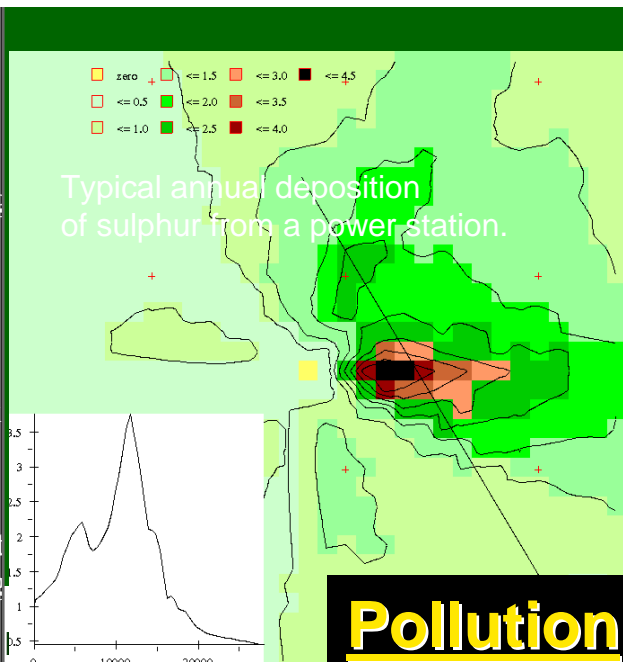 zero <= 1.5 <= 3.0 <= 4.5
<= 0.5 <= 2.0 <= 3.5
<= 1.0 <= 2.5 <= 4.0
Typical annual deposition
of sulphur from a power station.
3.5
3
2.5
2
1.5
1
0.5
10000 20000
Pollution